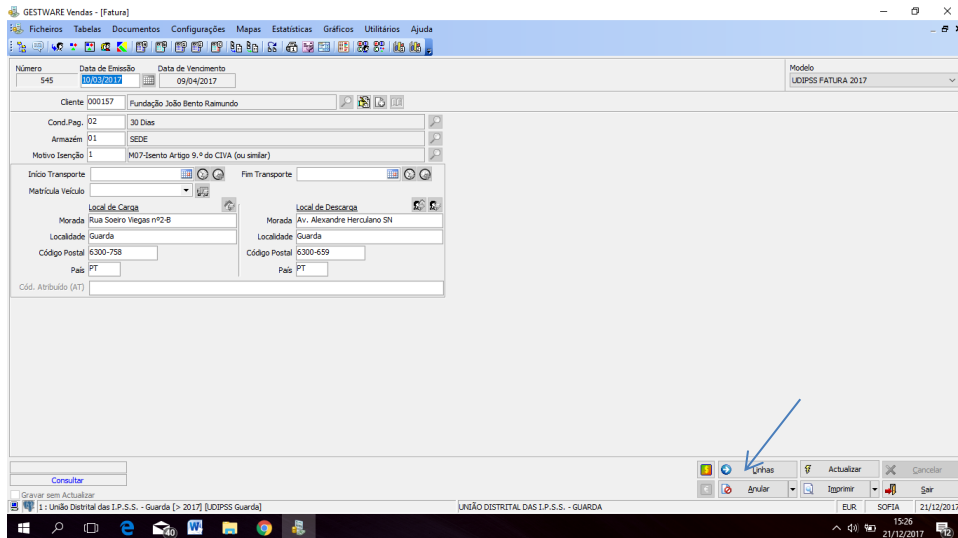 GESTWARE Vendas - [Fatura]
Ficheiros Tabelas Documentos Configurações Mapas Estatísticas Gráficos Utilitários Ajuda
Número Data de Emissão Data de Vencimento Modelo
545 10/03/2017 09/04/2017 UDIPSS FATURA 2017
Cliente 000157 Fundação João Bento Raimundo
Cond.Pag. 02 30 Dias
Armazém 01 SEDE
Motivo Isenção 1 M07-Isento Artigo 9.º do CIVA (ou similar)
Início Transporte Fim Transporte
Matrícula Veículo
Local de Carga Local de Descarga
Morada Rua Soeiro Viegas nº2-B Morada Av. Alexandre Herculano SN
Localidade Guarda Localidade Guarda
Código Postal 6300-758 Código Postal 6300-659
País PT País PT
Cód. Atribuído (AT)
Linhas Actualizar Cancelar
Consultar
Anular Imprimir Sair
Gravar sem Actualizar
1 : União Distrital das I.P.S.S. - Guarda [> 2017] [UDIPSS Guarda] UNIÃO DISTRITAL DAS I.P.S.S. - GUARDA EUR SOFIA 21/12/2017
40 15:26
21/12/2017 12